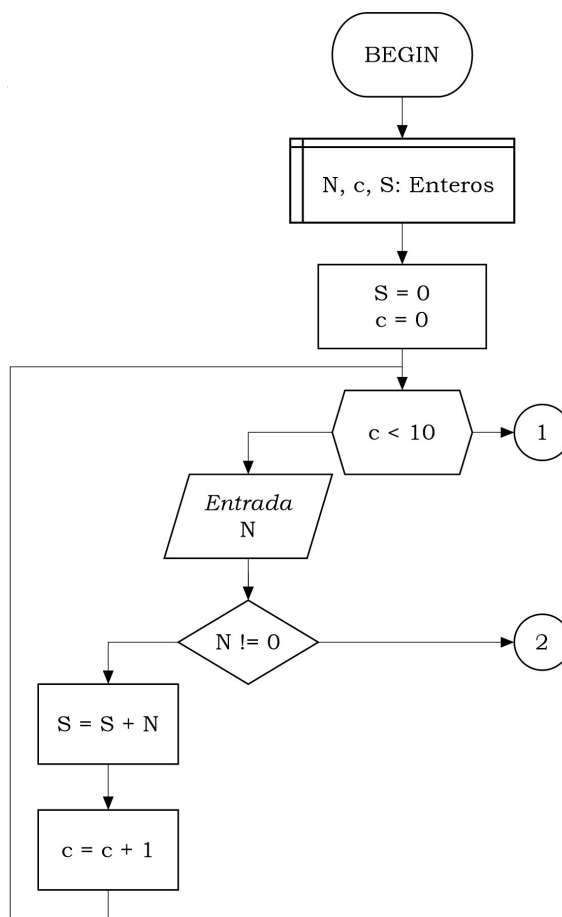 BEGIN
N, c, S: Enteros
S = 0
c = 0
c < 10
1
Entrada
N
N != 0
2
S = S + N
c = c + 1